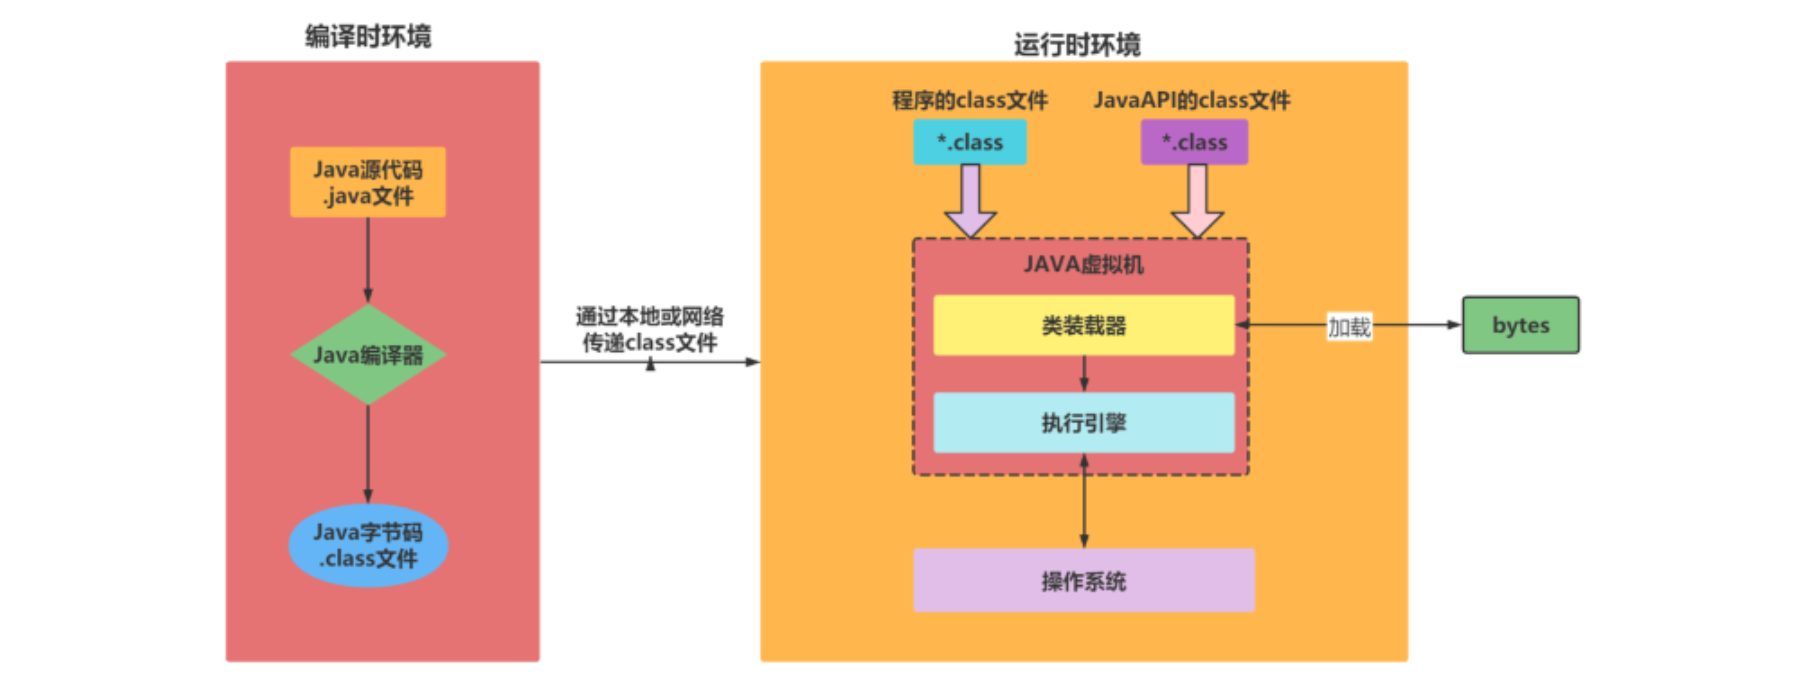 编译时环境
Java源代码
.java文件
Java编译器
Java字节码
.class文件
通过本地或网络
传递class文件
运行时环境
程序的class文件
JavaAPI的class文件
*.class
*.class
JAVA虚拟机
类装载器
执行引擎
操作系统
加载
bytes